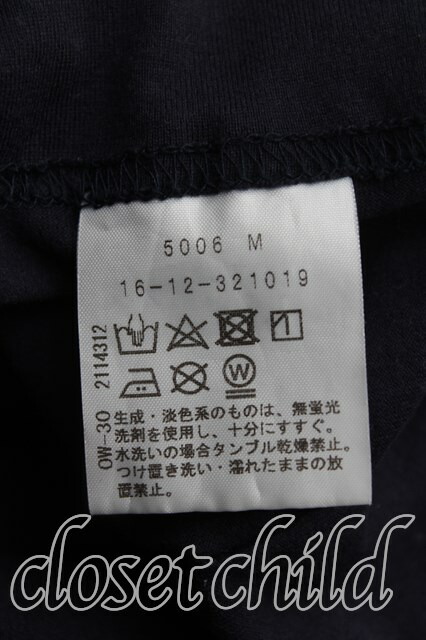 5006 M
16-12-321019
W
OW-30 2114312
生成・淡色系のものは、無蛍光
洗剤を使用し、十分にすすぐ。
水洗いの場合タンブル乾燥禁止。
つけ置き洗い・濡れたままの放
置禁止。
closet child